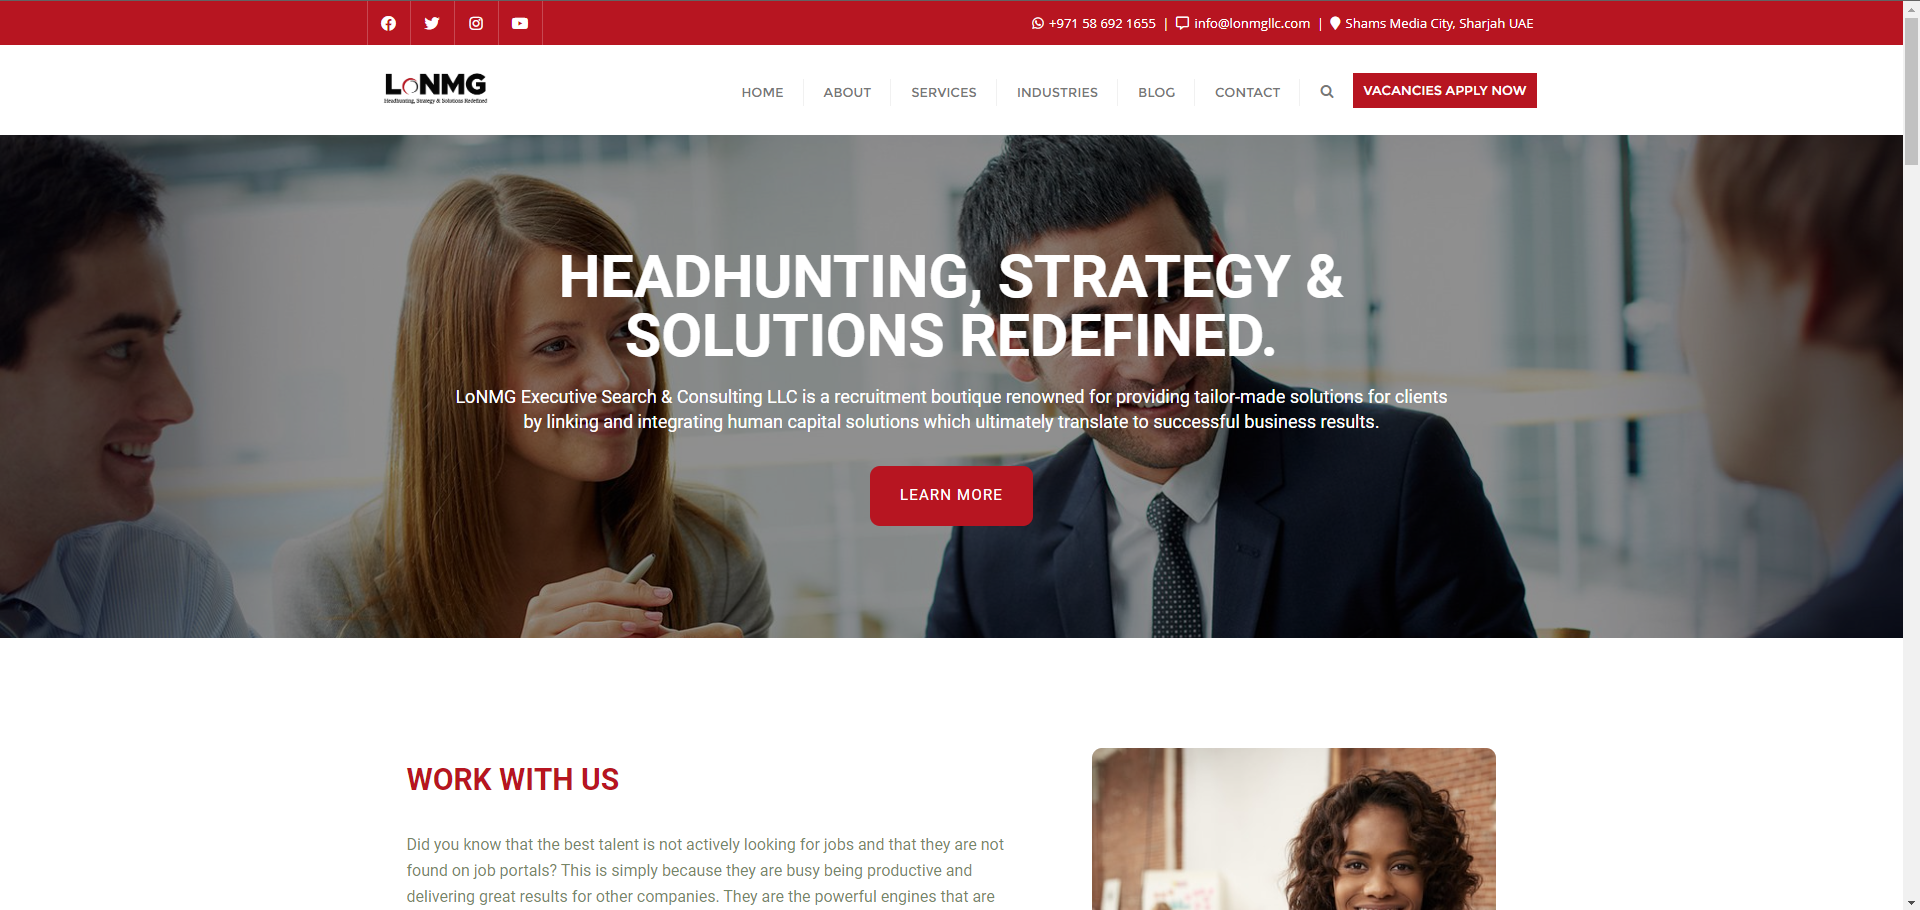 +971 58 692 1655 | info@lonmgllc.com | Shams Media City, Sharjah UAE
LoNMG
Headhunting, Strategy & Solutions Redefined
HOME ABOUT SERVICES INDUSTRIES BLOG CONTACT VACANCIES APPLY NOW
HEADHUNTING, STRATEGY &
SOLUTIONS REDEFINED.
LoNMG Executive Search & Consulting LLC is a recruitment boutique renowned for providing tailor-made solutions for clients
by linking and integrating human capital solutions which ultimately translate to successful business results.
LEARN MORE
WORK WITH US
Did you know that the best talent is not actively looking for jobs and that they are not
found on job portals? This is simply because they are busy being productive and
delivering great results for other companies. They are the powerful engines that are